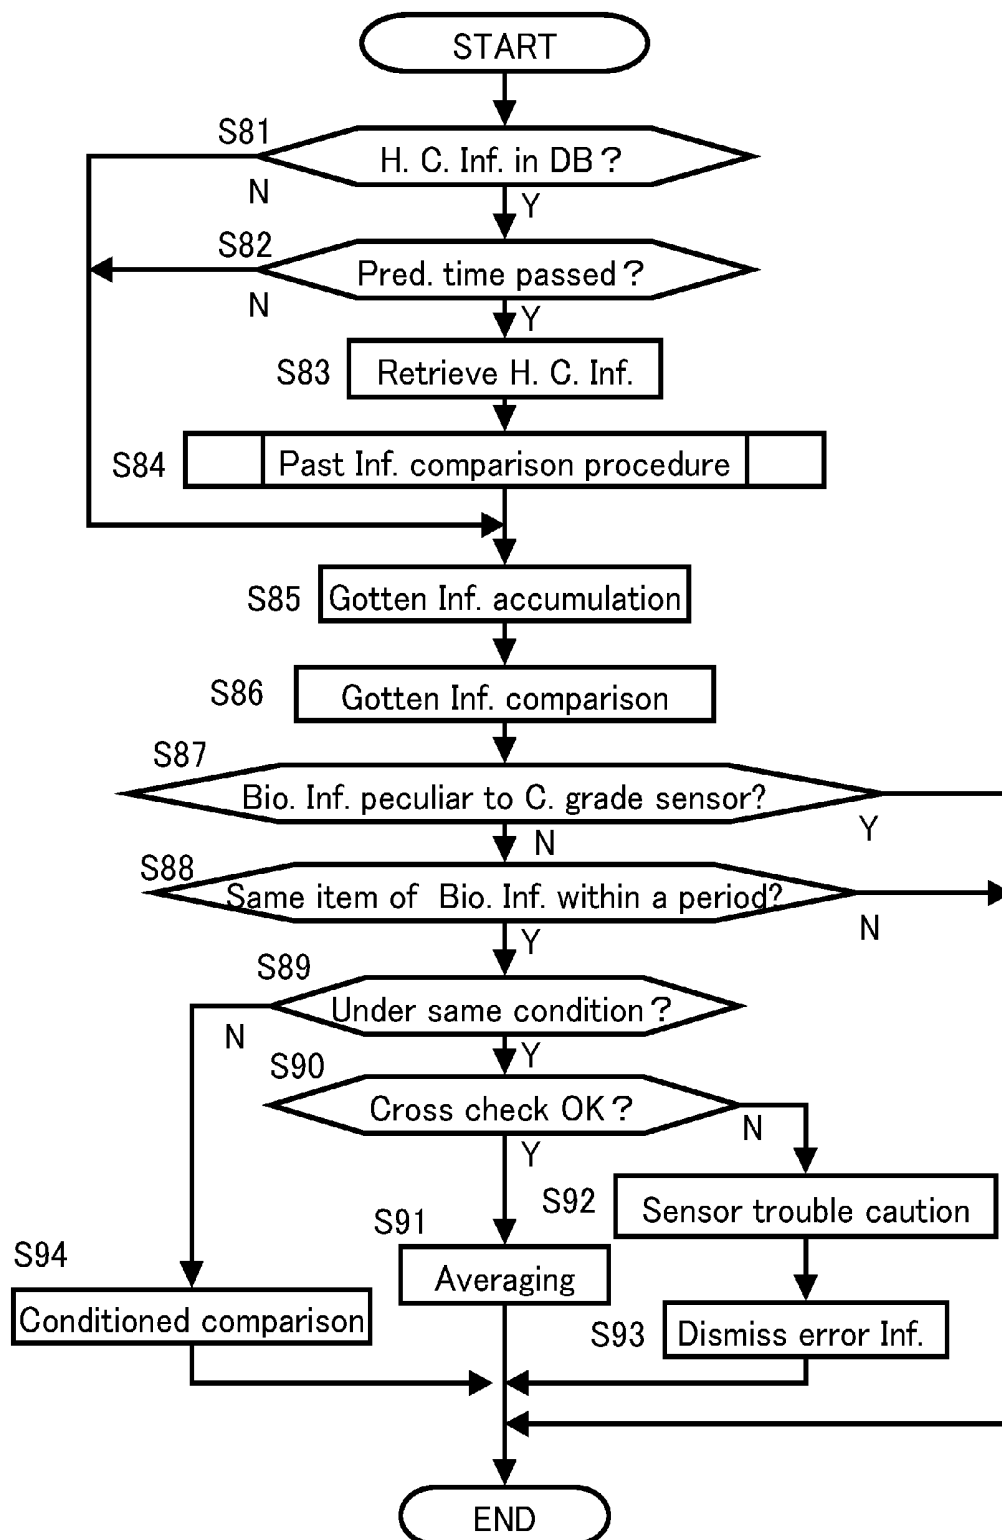 START
S81
H. C. Inf. in DB?
N
Y
S82
Pred. time passed?
N
Y
S83
Retrieve H. C. Inf.
S84
Past Inf. comparison procedure
S85
Gotten Inf. accumulation
S86
Gotten Inf. comparison
S87
Bio. Inf. peculiar to C. grade sensor?
Y
N
S88
Same item of Bio. Inf. within a period?
N
Y
S89
Under same condition?
N
Y
S90
Cross check OK?
N
Y
S92
Sensor trouble caution
S91
Averaging
S94
Conditioned comparison
S93
Dismiss error Inf.
END